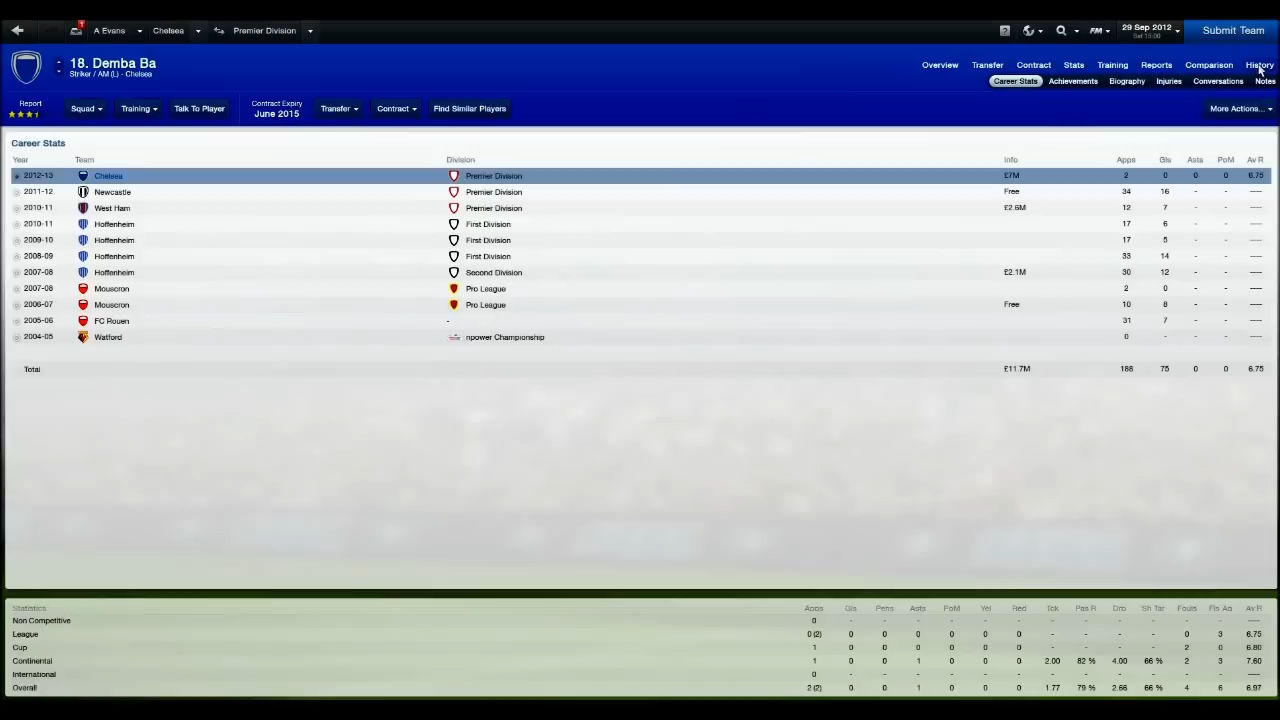 1
A Evans Chelsea Premier Division FM 29 Sep 2012 Submit Team
Sat 15:00
18. Demba Ba
Striker / AM (L) - Chelsea
Overview Transfer Contract Stats Training Reports Comparison History
Career Stats Achievements Biography Injuries Conversations Notes
Report Squad Training Talk To Player Contract Expiry June 2015 Transfer Contract Find Similar Players More Actions...
Career Stats
Year Team Division Info Apps Gls Asts PoM Av R
2012-13 Chelsea Premier Division £7M 2 0 0 0 6.75
2011-12 Newcastle Premier Division Free 34 16 - - ----
2010-11 West Ham Premier Division £2.6M 12 7 - - ----
2010-11 Hoffenheim First Division 17 6 - - ----
2009-10 Hoffenheim First Division 17 5 - - ----
2008-09 Hoffenheim First Division 33 14 - - ----
2007-08 Hoffenheim Second Division £2.1M 30 12 - - ----
2007-08 Mouscron Pro League 2 0 - - ----
2006-07 Mouscron Pro League Free 10 8 - - ----
2005-06 FC Rouen - 31 7 - - ----
2004-05 Watford npower Championship 0 - - - ----
Total £11.7M 188 75 0 0 6.75
Statistics Apps Gls Pens Asts PoM Yel Red Tck Pas R Drb Sh Tar Fouls Fls Ag Av R
Non Competitive 0 - - - - - - - - - - - - ----
League 0 (2) 0 0 0 0 0 0 - - - - 0 3 6.75
Cup 1 0 0 0 0 0 0 - - - - 2 0 6.80
Continental 1 0 0 1 0 0 0 2.00 82 % 4.00 66 % 2 3 7.60
International 0 - - - - - - - - - - - - ----
Overall 2 (2) 0 0 1 0 0 0 1.77 79 % 2.66 66 % 4 6 6.97